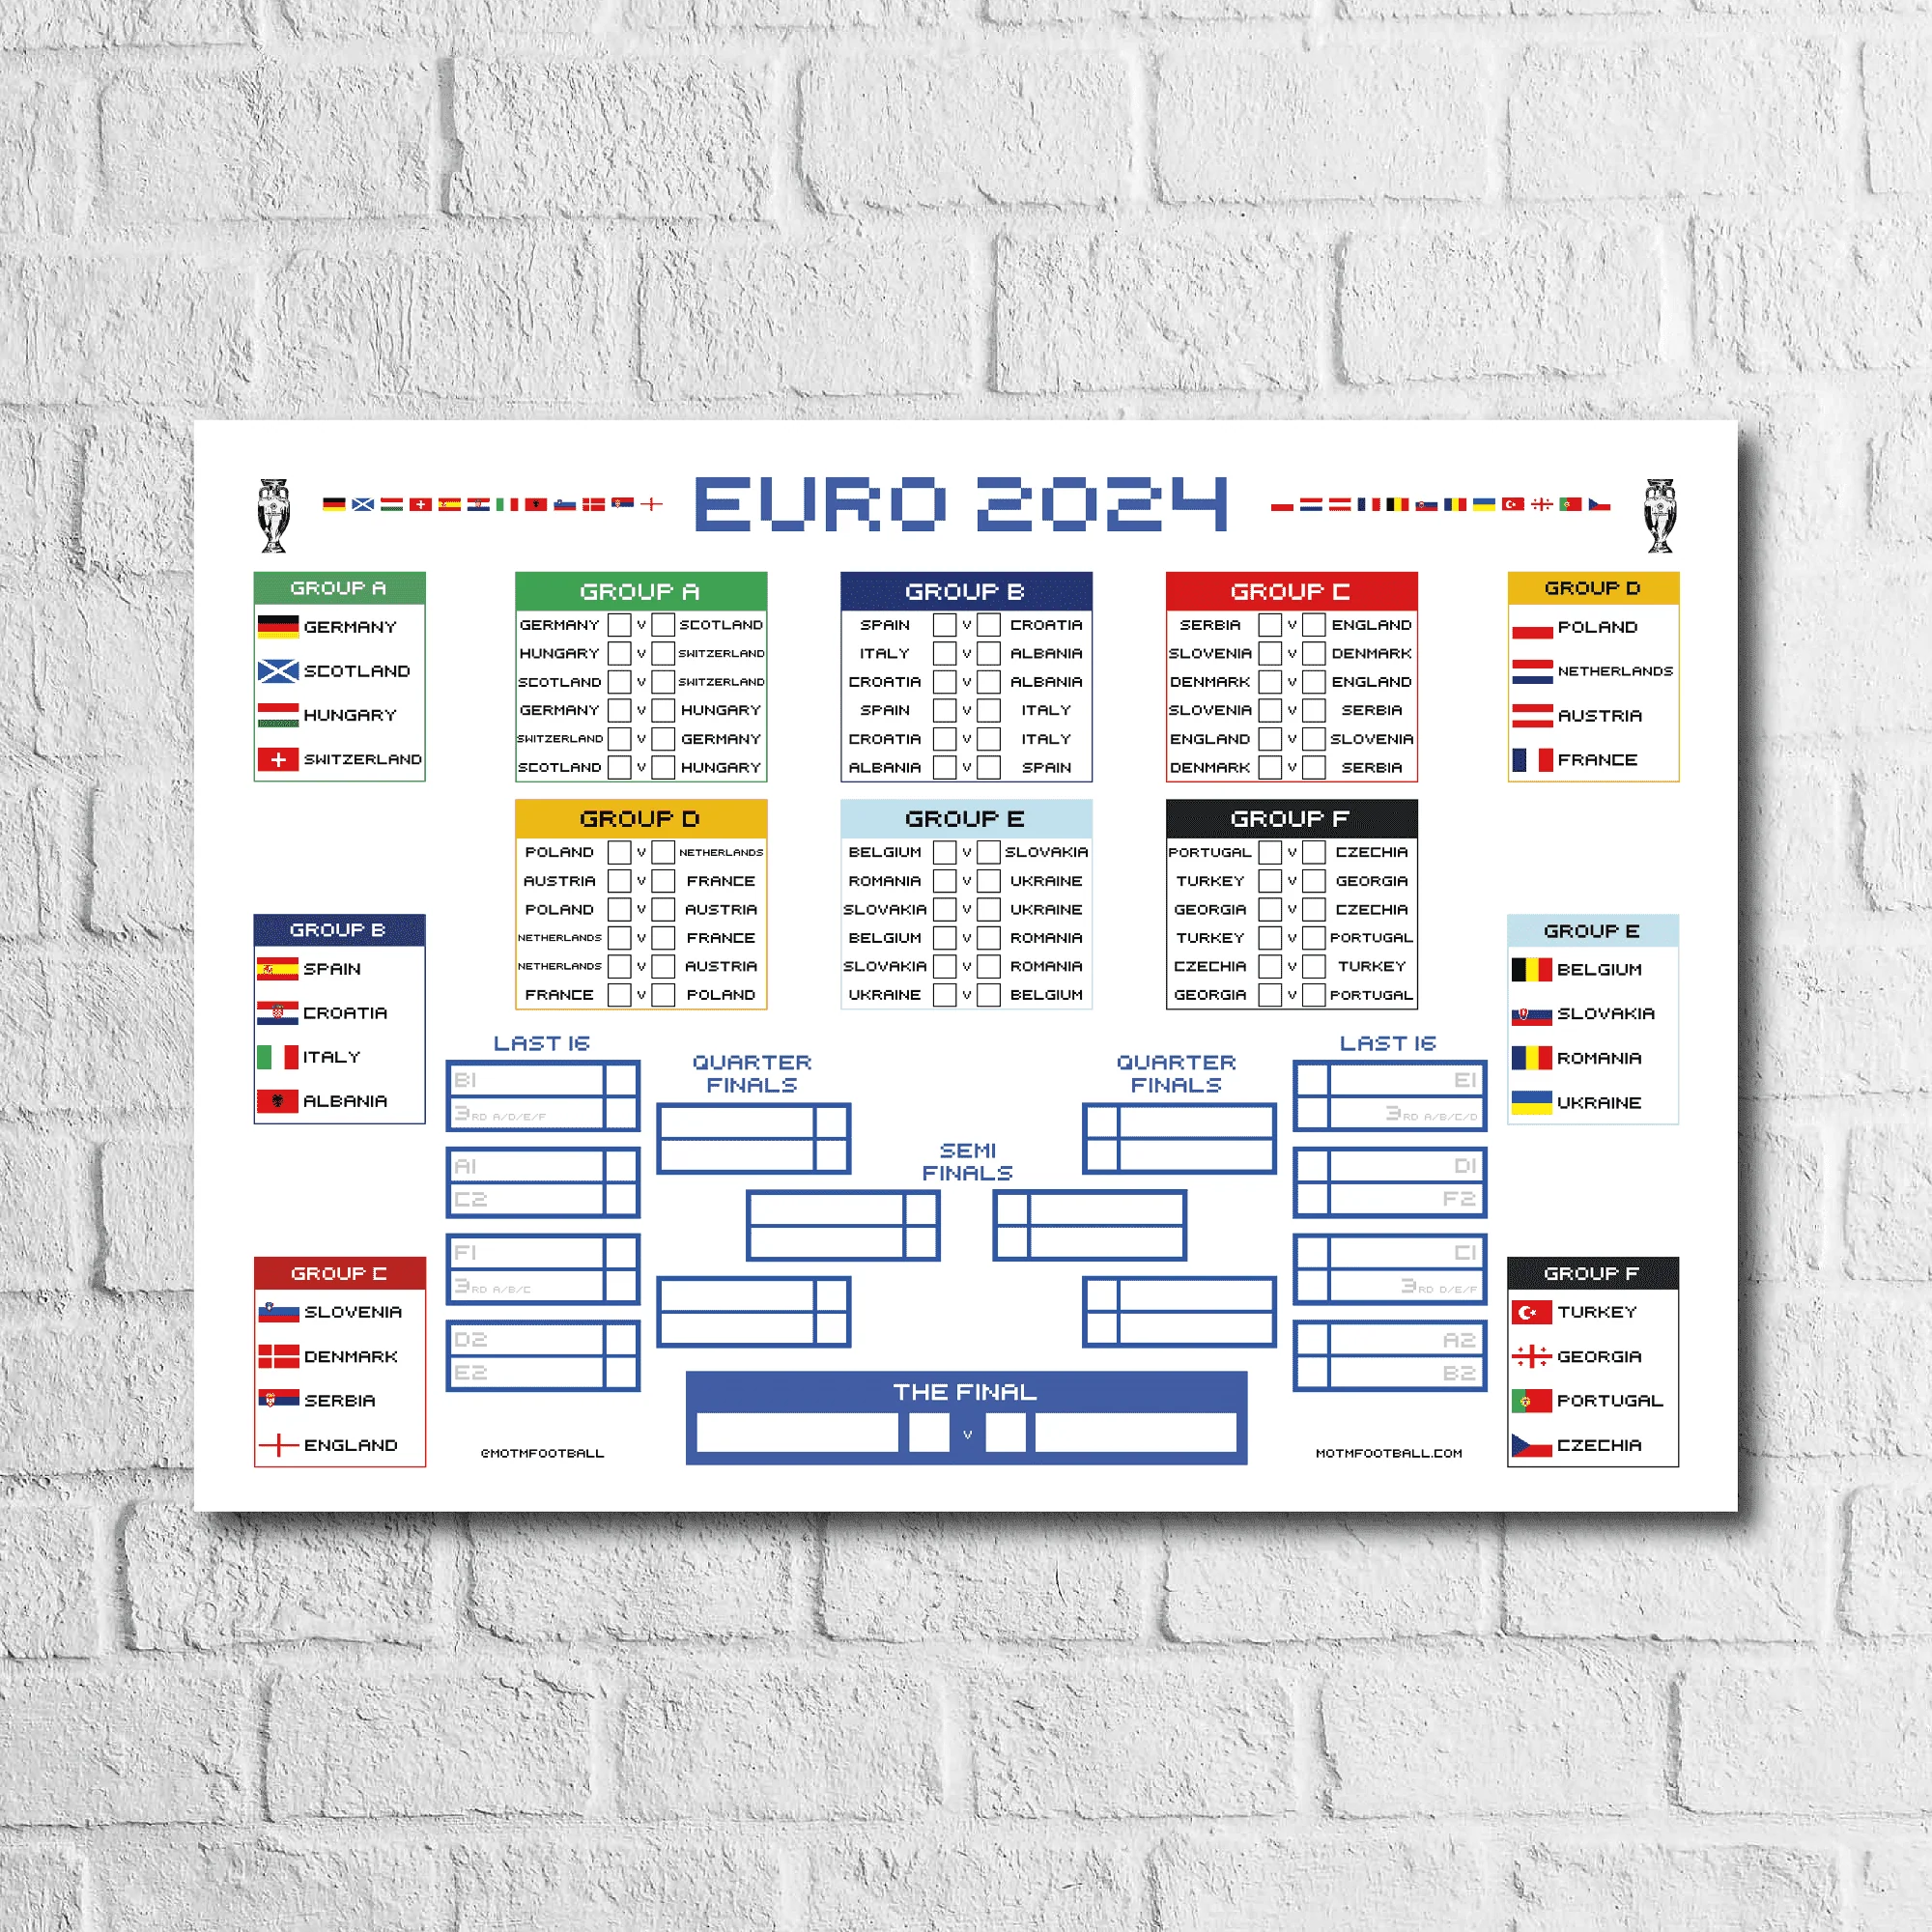 EURO 2024
GROUP A
GERMANY
SCOTLAND
HUNGARY
SWITZERLAND
GROUP B
SPAIN
CROATIA
ITALY
ALBANIA
GROUP C
SLOVENIA
DENMARK
SERBIA
ENGLAND
GROUP A
GERMANY V SCOTLAND
HUNGARY V SWITZERLAND
SCOTLAND V SWITZERLAND
GERMANY V HUNGARY
SWITZERLAND V GERMANY
SCOTLAND V HUNGARY
GROUP B
SPAIN V CROATIA
ITALY V ALBANIA
CROATIA V ALBANIA
SPAIN V ITALY
CROATIA V ITALY
ALBANIA V SPAIN
GROUP C
SERBIA V ENGLAND
SLOVENIA V DENMARK
DENMARK V ENGLAND
SLOVENIA V SERBIA
ENGLAND V SLOVENIA
DENMARK V SERBIA
GROUP D
POLAND V NETHERLANDS
AUSTRIA V FRANCE
POLAND V AUSTRIA
NETHERLANDS V FRANCE
NETHERLANDS V AUSTRIA
FRANCE V POLAND
GROUP E
BELGIUM V SLOVAKIA
ROMANIA V UKRAINE
SLOVAKIA V UKRAINE
BELGIUM V ROMANIA
SLOVAKIA V ROMANIA
UKRAINE V BELGIUM
GROUP F
PORTUGAL V CZECHIA
TURKEY V GEORGIA
GEORGIA V CZECHIA
TURKEY V PORTUGAL
CZECHIA V TURKEY
GEORGIA V PORTUGAL
GROUP D
POLAND
NETHERLANDS
AUSTRIA
FRANCE
GROUP E
BELGIUM
SLOVAKIA
ROMANIA
UKRAINE
GROUP F
TURKEY
GEORGIA
PORTUGAL
CZECHIA
LAST 16
B1
3RD A/D/E/F
A1
C2
F1
3RD A/B/C
D2
E2
QUARTER
FINALS
SEMI
FINALS
QUARTER
FINALS
LAST 16
E1
3RD A/B/C/D
D1
F2
C1
3RD D/E/F
A2
B2
THE FINAL
V
@MOTMFOOTBALL
MOTMFOOTBALL.COM